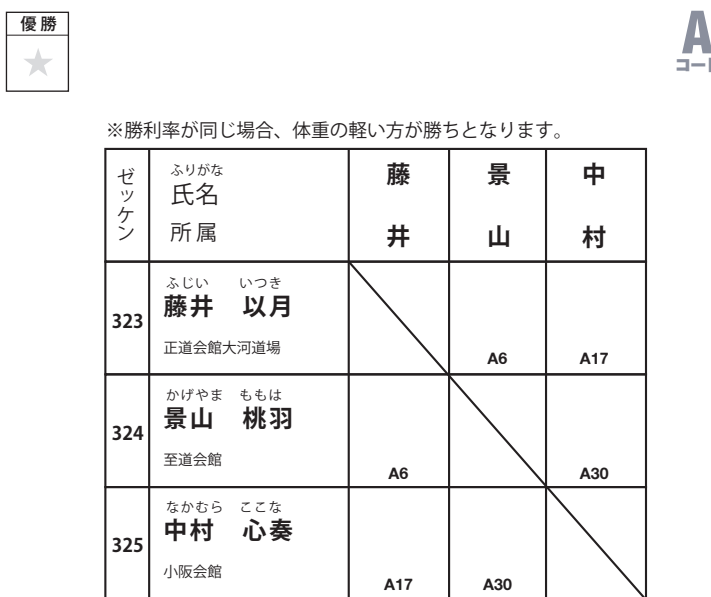 優勝
A
コート
※勝利率が同じ場合、体重の軽い方が勝ちとなります。
ゼッケン
ふりがな
氏名
所属
藤井
景山
中村
323
ふじい いつき
藤井 以月
正道会館大河道場
A6
A17
324
かげやま ももは
景山 桃羽
至道会館
A6
A30
325
なかむら ここな
中村 心奏
小阪会館
A17
A30